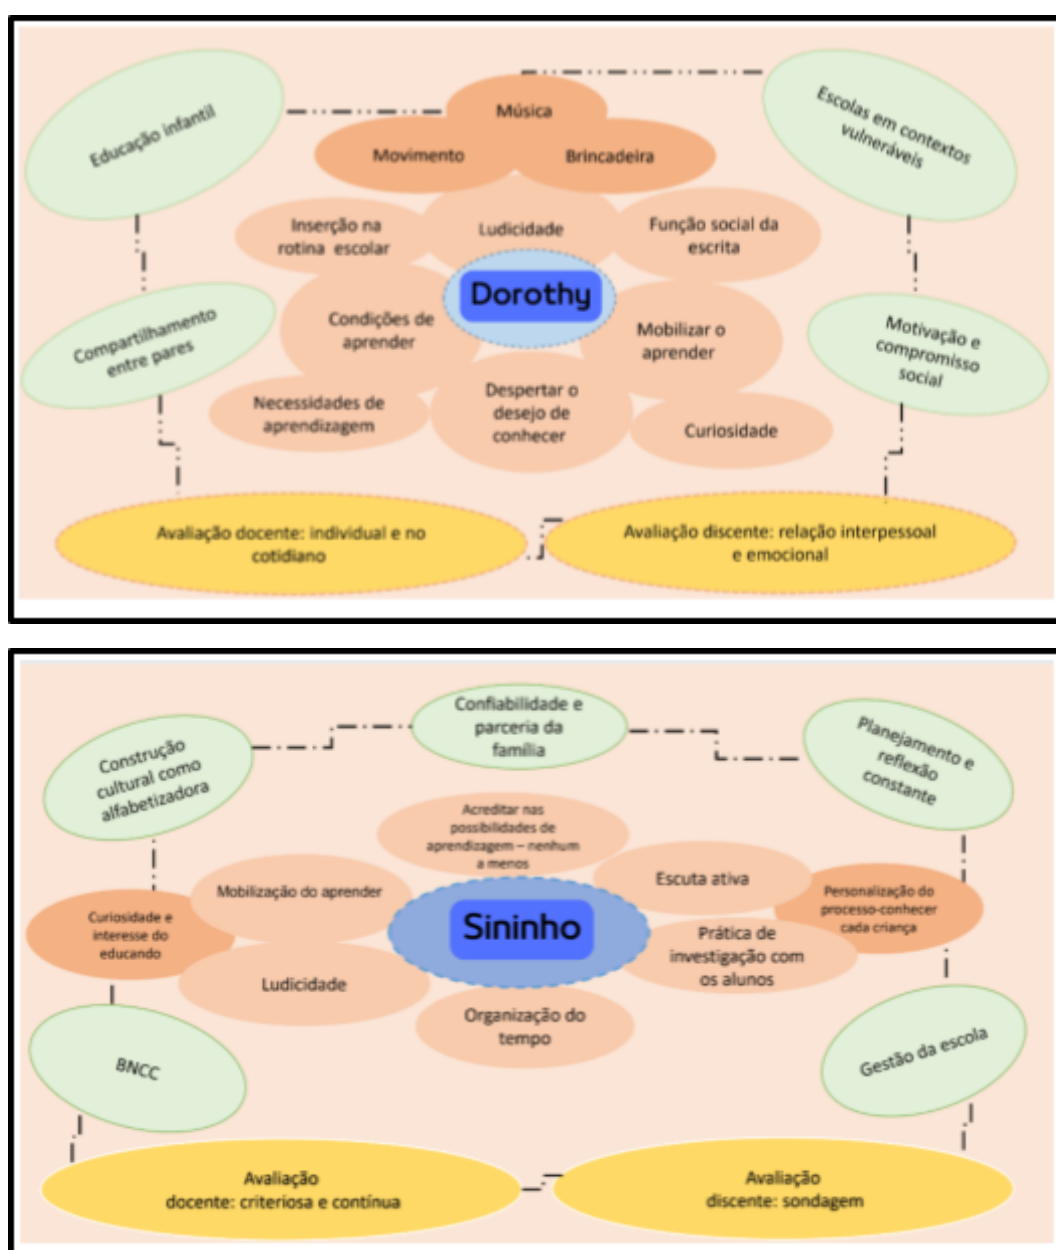 Educação infantil
Música
Movimento
Brincadeira
Escolas em contextos
vulneráveis
Inserção na
rotina escolar
Ludicidade
Função social da
escrita
Dorothy
Compartilhamento
entre pares
Condições de
aprender
Mobilizar o
aprender
Motivação e
compromisso
social
Necessidades de
aprendizagem
Despertar o
desejo de
conhecer
Curiosidade
Avaliação docente: individual e no
cotidiano
Avaliação discente: relação interpessoal
e emocional
Construção
cultural como
alfabetizadora
Confiabilidade e
parceria da
família
Planejamento e
reflexão
constante
Acreditar nas
possibilidades de
aprendizagem – nenhum
a menos
Mobilização do aprender
Escuta ativa
Curiosidade e
interesse do
educando
Sininho
Personalização do
processo-conhecer
cada criança
Prática de
investigação com
os alunos
Ludicidade
Organização do
tempo
BNCC
Gestão da escola
Avaliação
docente: criteriosa e contínua
Avaliação
discente: sondagem